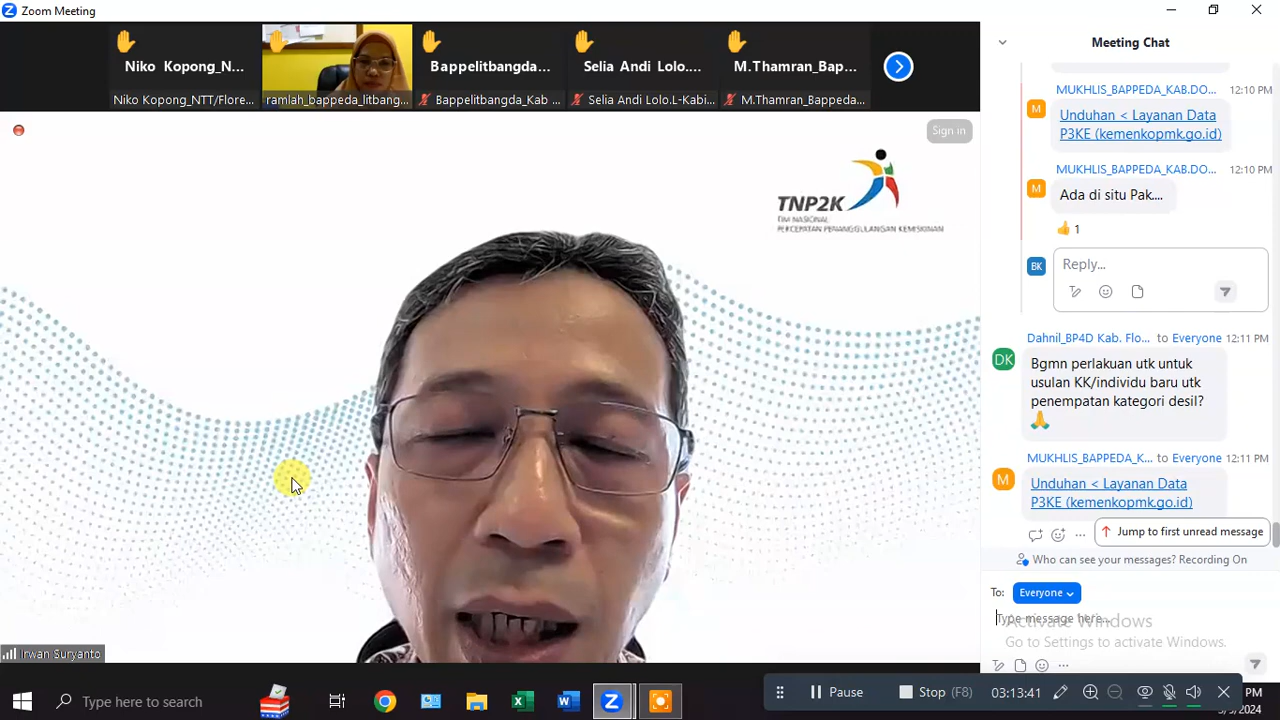 Zoom Meeting
Niko Kopong_N...
Bappelitbangda...
Selia Andi Lolo....
M.Thamran_Bap...
Niko Kopong_NTT/Flore...
ramlah_bappeda_litbang...
Bappelitbangda_Kab ...
Selia Andi Lolo.L-Kabi...
M.Thamran_Bappeda...
Sign in
TNP2K
TIM NASIONAL
PERCEPATAN PENANGGULANGAN KEMISKINAN
Irwan Suryanto
Meeting Chat
MUKHLIS_BAPPEDA_KAB.DO... 12:10 PM
M
Unduhan < Layanan Data
P3KE (kemenkopmk.go.id)
MUKHLIS_BAPPEDA_KAB.DO... 12:10 PM
M
Ada di situ Pak....
1
BK
Reply...
Dahnil_BP4D Kab. Flo... to Everyone 12:11 PM
DK
Bgmn perlakuan utk untuk
usulan KK/individu baru utk
penempatan kategori desil?
MUKHLIS_BAPPEDA_K... to Everyone 12:11 PM
M
Unduhan < Layanan Data
P3KE (kemenkopmk.go.id)
Jump to first unread message
Who can see your messages? Recording On
To: Everyone
Type message here...
Activate Windows
Go to Settings to activate Windows.
Type here to search
Pause
Stop (F8)
03:13:41
PM